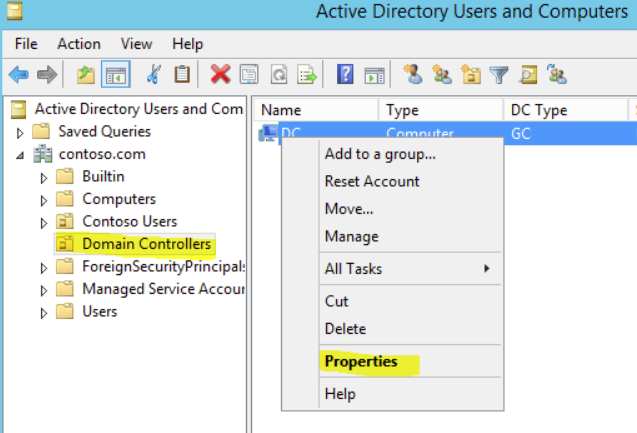 Active Directory Users and Computers
File Action View Help
Active Directory Users and Com
Saved Queries
contoso.com
Builtin
Computers
Contoso Users
Domain Controllers
ForeignSecurityPrincipals
Managed Service Accour
Users
Name Type DC Type
DC Computer GC
Add to a group...
Reset Account
Move...
Manage
All Tasks
Cut
Delete
Properties
Help